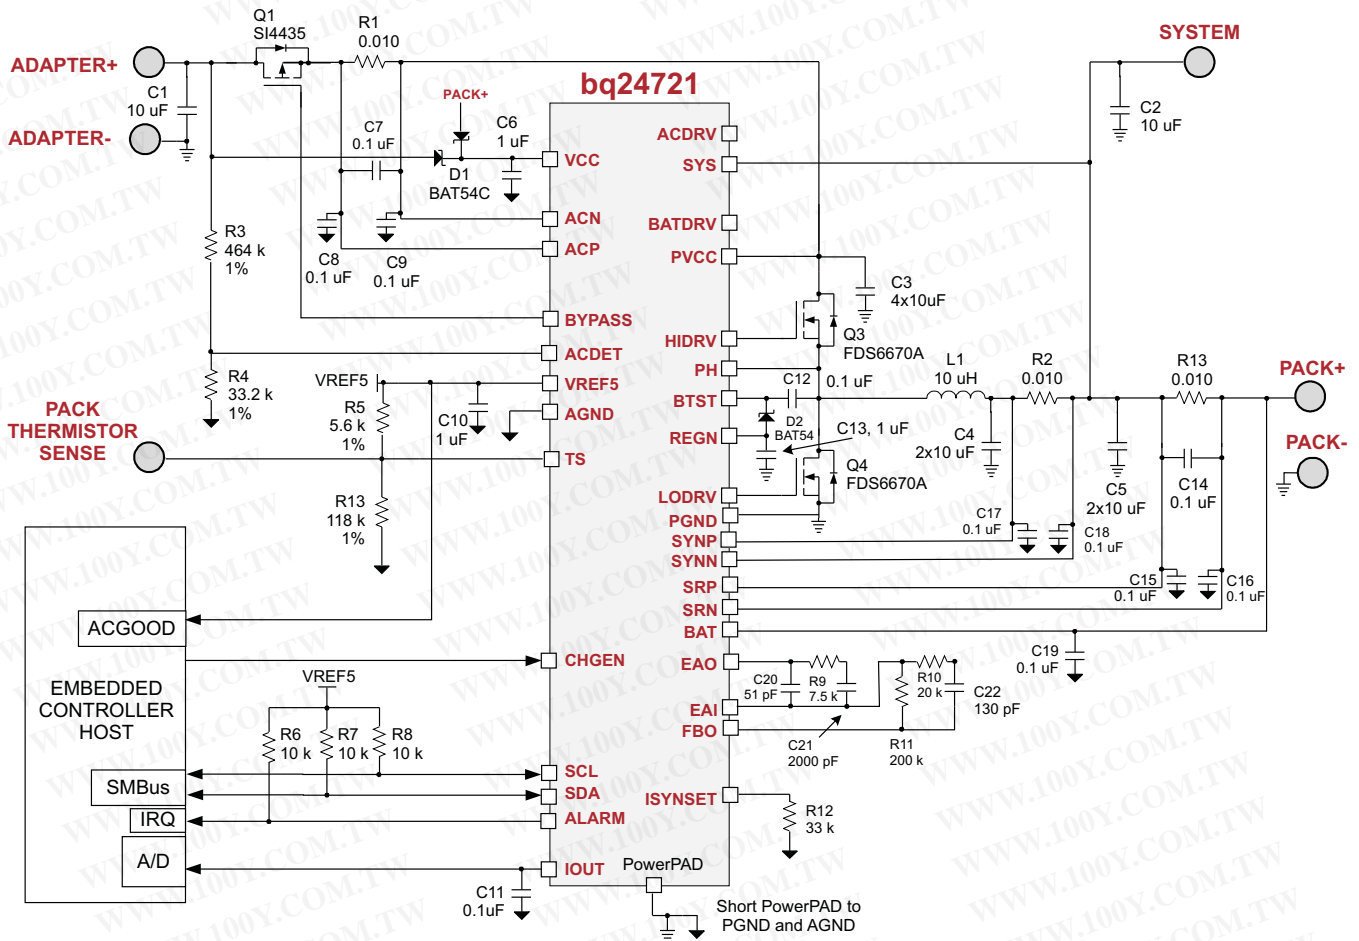 Q1
SI4435
R1
0.010
SYSTEM
ADAPTER+
C1
10 uF
ADAPTER-
bq24721
PACK+
C7
0.1 uF
C6
1 uF
D1
BAT54C
C2
10 uF
R3
464 k
1%
C8
0.1 uF
C9
0.1 uF
VCC
ACN
ACP
BYPASS
ACDET
VREF5
AGND
TS
CHGEN
SCL
SDA
ALARM
IOUT
ACDRV
SYS
BATDRV
PVCC
HIDRV
PH
BTST
REGN
LODRV
PGND
SYNP
SYNN
SRP
SRN
BAT
EAO
EAI
FBO
ISYNSET
PowerPAD
C3
4x10uF
Q3
FDS6670A
C12
0.1 uF
L1
10 uH
R2
0.010
R13
0.010
PACK+
PACK-
D2
BAT54
C13, 1 uF
Q4
FDS6670A
C4
2x10 uF
C5
2x10 uF
C14
0.1 uF
C17
0.1 uF
C18
0.1 uF
C15
0.1 uF
C16
0.1 uF
C19
0.1 uF
R4
33.2 k
1%
VREF5
R5
5.6 k
1%
C10
1 uF
PACK
THERMISTOR
SENSE
R13
118 k
1%
ACGOOD
EMBEDDED
CONTROLLER
HOST
VREF5
R6
10 k
R7
10 k
R8
10 k
SMBus
IRQ
A/D
C11
0.1uF
C20
51 pF
R9
7.5 k
R10
20 k
C22
130 pF
C21
2000 pF
R11
200 k
R12
33 k
Short PowerPAD to
PGND and AGND
WWW.100Y.COM.TW